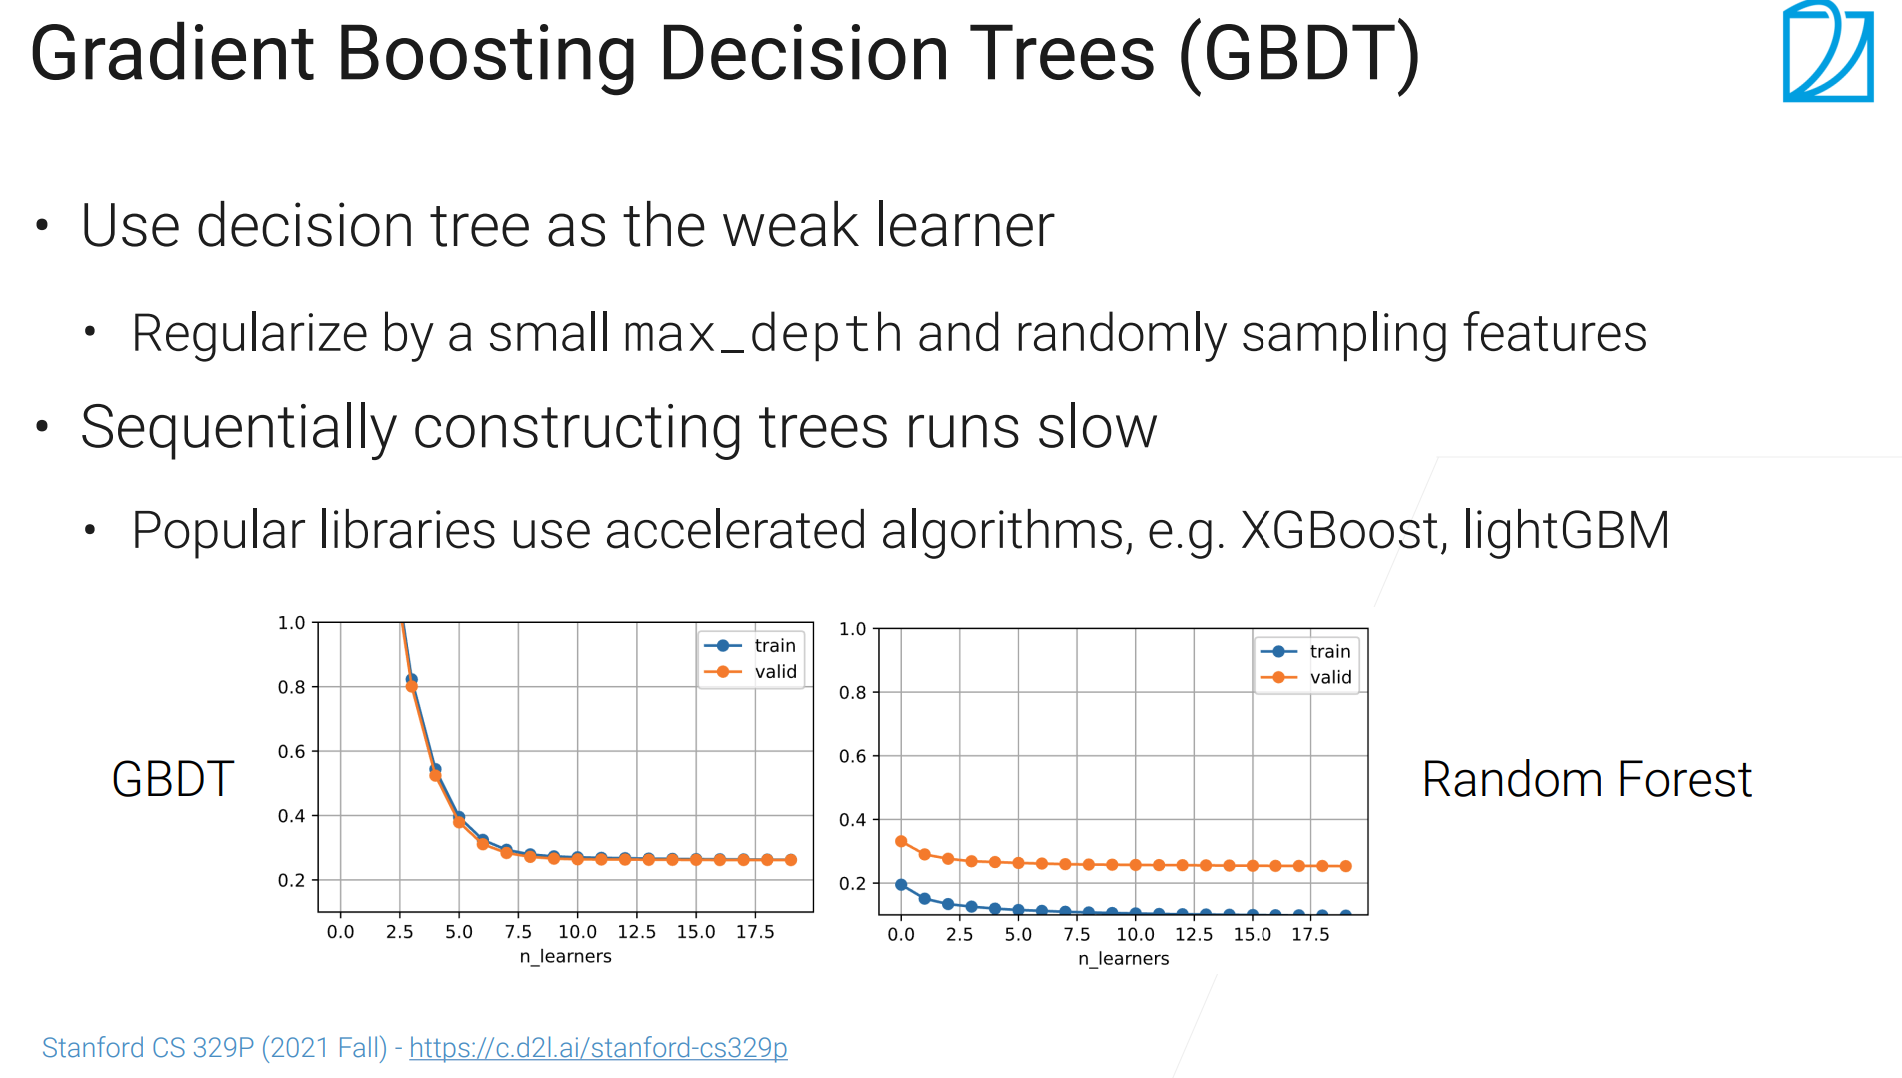 Gradient Boosting Decision Trees (GBDT)
• Use decision tree as the weak learner
• Regularize by a small max_depth and randomly sampling features
• Sequentially constructing trees runs slow
• Popular libraries use accelerated algorithms, e.g. XGBoost, lightGBM
GBDT
1.0
0.8
0.6
0.4
0.2
train
valid
0.0 2.5 5.0 7.5 10.0 12.5 15.0 17.5
n_learners
1.0
0.8
0.6
0.4
0.2
train
valid
0.0 2.5 5.0 7.5 10.0 12.5 15.0 17.5
n_learners
Random Forest
Stanford CS 329P (2021 Fall) - https://c.d2l.ai/stanford-cs329p